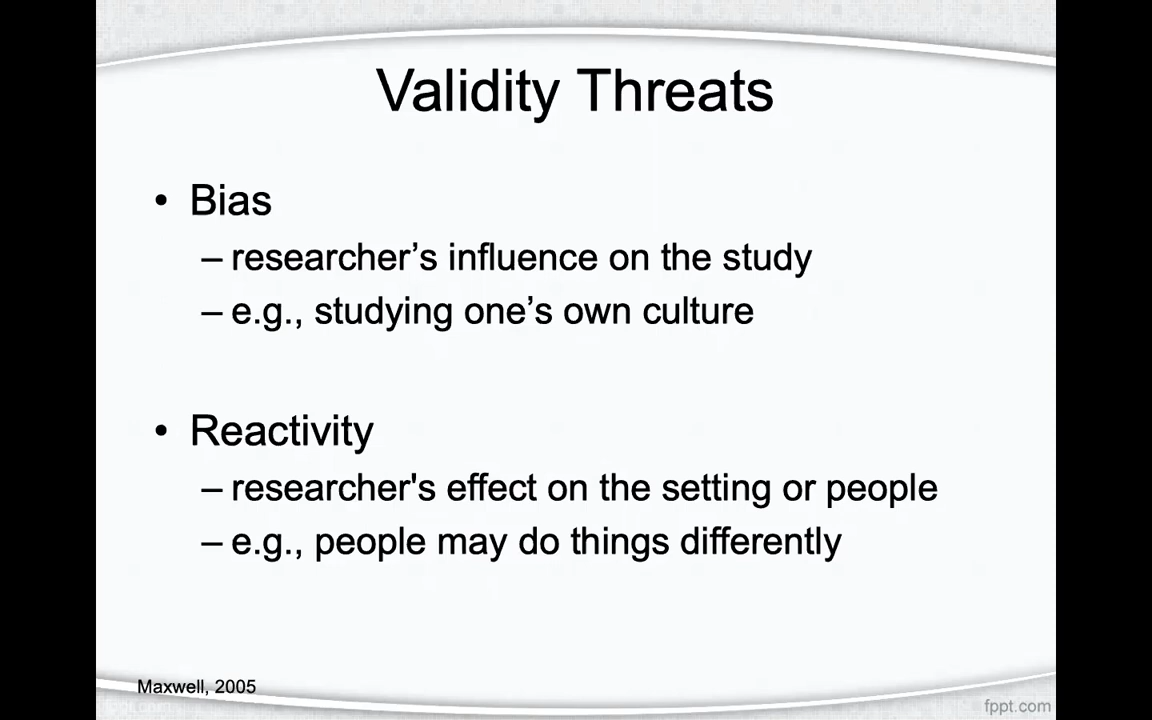 Validity Threats
• Bias
– researcher’s influence on the study
– e.g., studying one’s own culture
• Reactivity
– researcher's effect on the setting or people
– e.g., people may do things differently
Maxwell, 2005
fppt.com